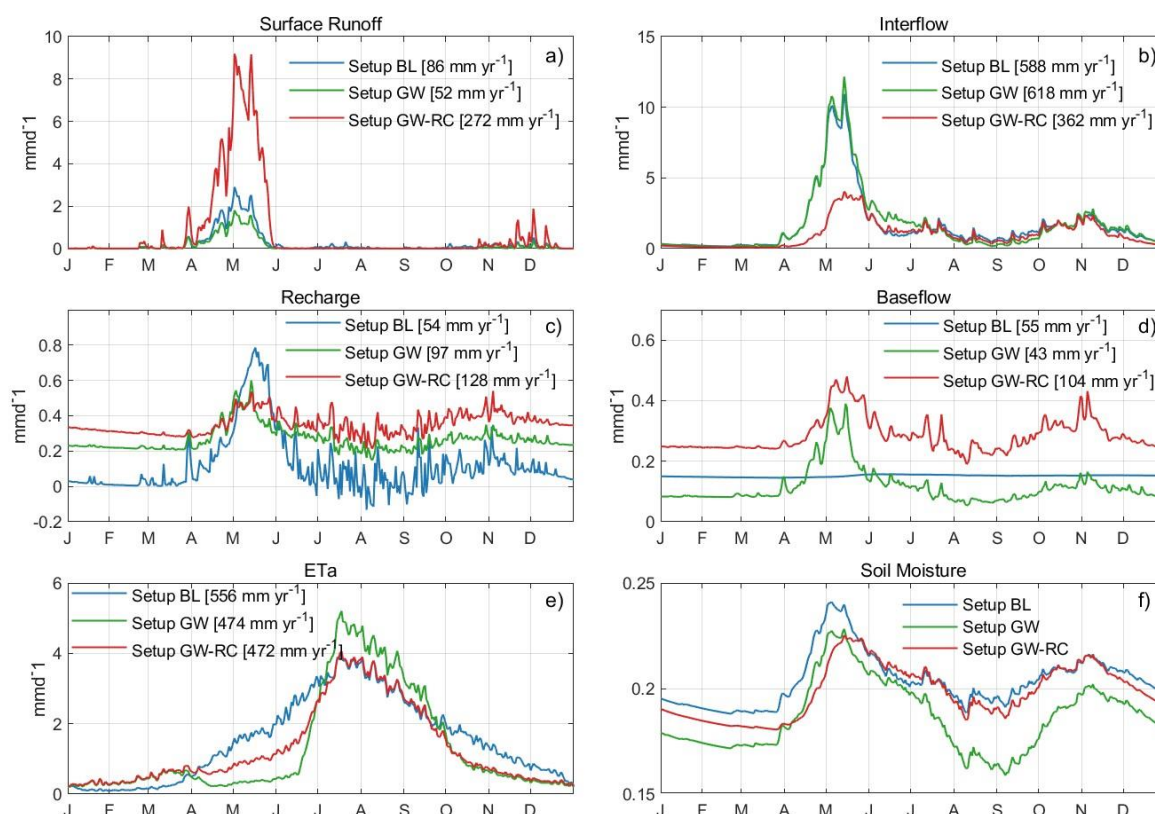 Surface Runoff
a)
Setup BL [86 mm yr-1]
Setup GW [52 mm yr-1]
Setup GW-RC [272 mm yr-1]
mmd-1
10
8
6
4
2
0
J F M A M J J A S O N D
Interflow
b)
Setup BL [588 mm yr-1]
Setup GW [618 mm yr-1]
Setup GW-RC [362 mm yr-1]
mmd-1
15
10
5
0
J F M A M J J A S O N D
Recharge
c)
Setup BL [54 mm yr-1]
Setup GW [97 mm yr-1]
Setup GW-RC [128 mm yr-1]
mmd-1
0.8
0.6
0.4
0.2
0
-0.2
J F M A M J J A S O N D
Baseflow
d)
Setup BL [55 mm yr-1]
Setup GW [43 mm yr-1]
Setup GW-RC [104 mm yr-1]
mmd-1
0.6
0.4
0.2
0
J F M A M J J A S O N D
ETa
e)
Setup BL [556 mm yr-1]
Setup GW [474 mm yr-1]
Setup GW-RC [472 mm yr-1]
mmd-1
6
4
2
0
J F M A M J J A S O N D
Soil Moisture
f)
Setup BL
Setup GW
Setup GW-RC
0.25
0.2
0.15
J F M A M J J A S O N D